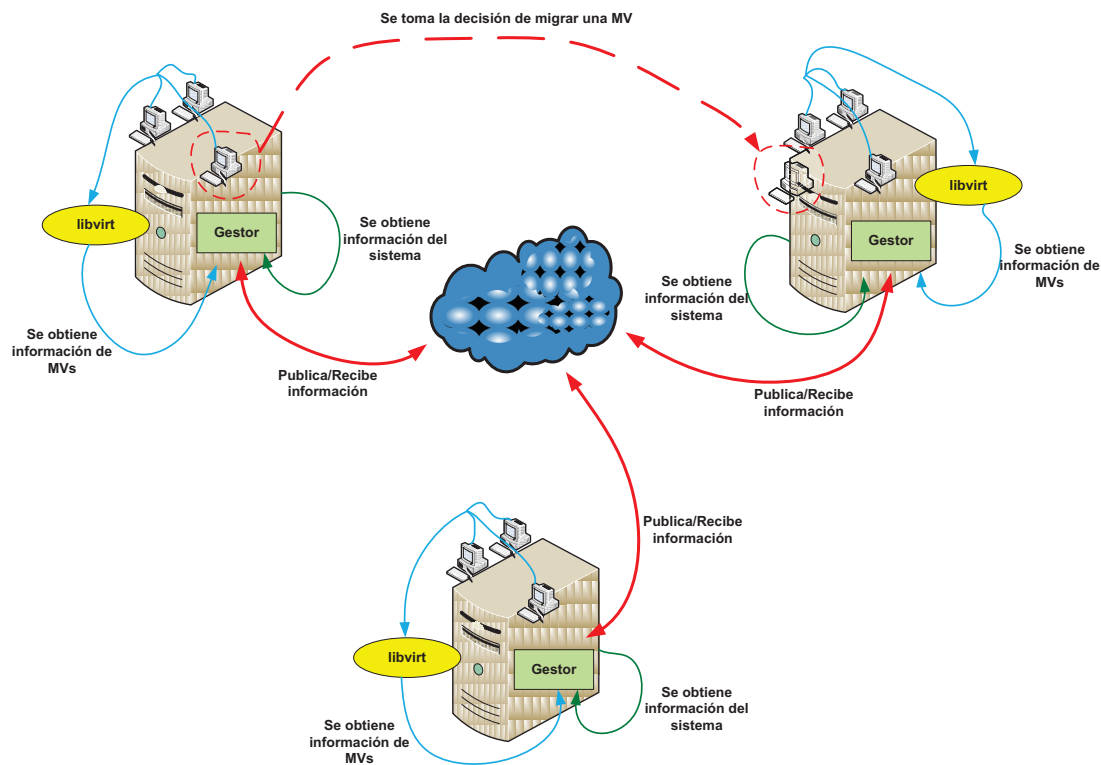 Se toma la decisión de migrar una MV
libvirt
Gestor
Se obtiene
información del
sistema
Se obtiene
información de
MVs
Publica/Recibe
información
libvirt
Gestor
Se obtiene
información de
MVs
Se obtiene
información del
sistema
Publica/Recibe
información
Publica/Recibe
información
libvirt
Gestor
Se obtiene
información del
sistema
Se obtiene
información de
MVs